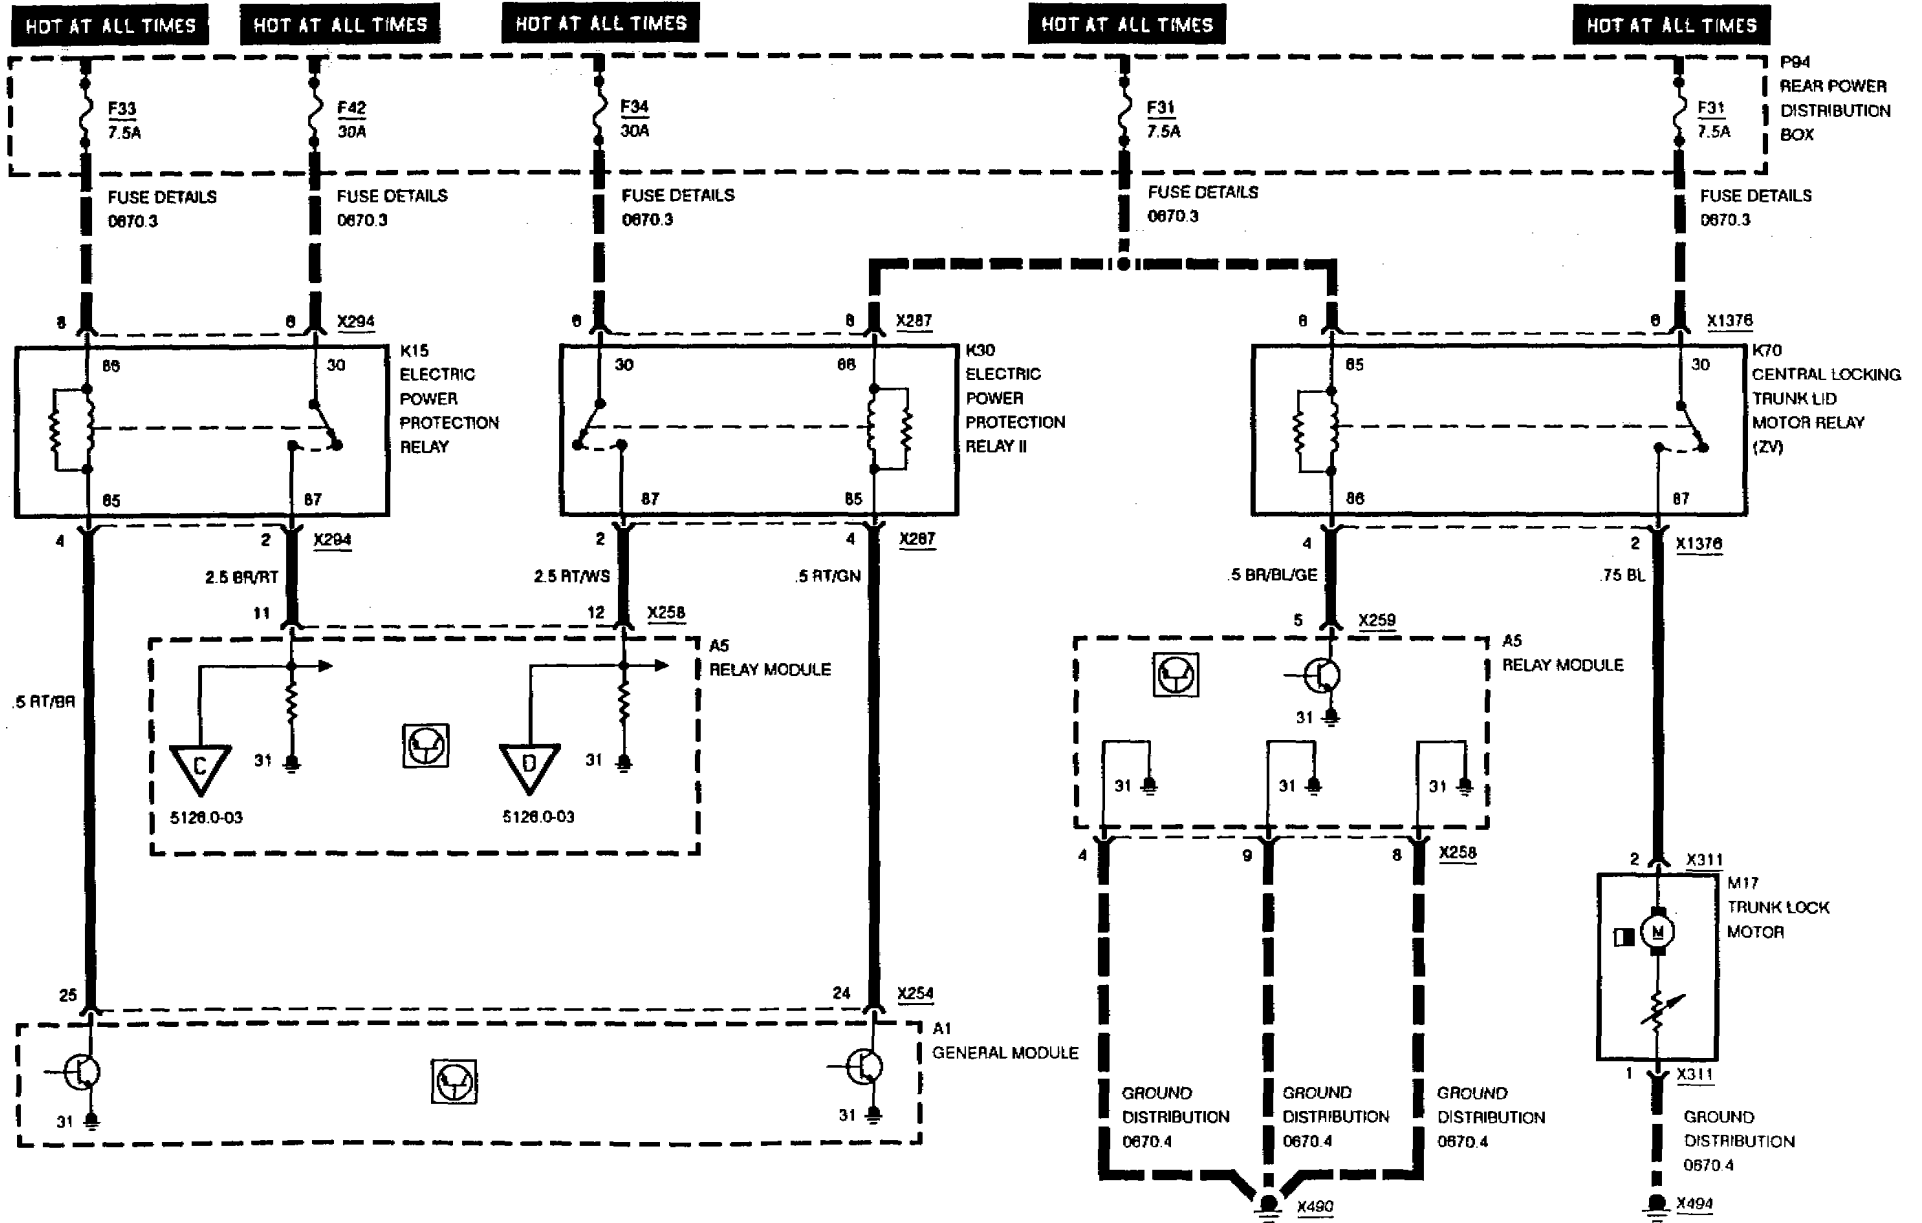 HOT AT ALL TIMES
HOT AT ALL TIMES
HOT AT ALL TIMES
HOT AT ALL TIMES
HOT AT ALL TIMES
P94
REAR POWER
DISTRIBUTION
BOX
F33
7.5A
F42
30A
F34
30A
F31
7.5A
F31
7.5A
FUSE DETAILS
0670.3
FUSE DETAILS
0670.3
FUSE DETAILS
0670.3
FUSE DETAILS
0670.3
FUSE DETAILS
0670.3
8
6
X294
6
8
X287
8
6
X1376
86
30
K15
ELECTRIC
POWER
PROTECTION
RELAY
85
87
30
86
K30
ELECTRIC
POWER
PROTECTION
RELAY II
87
85
85
30
K70
CENTRAL LOCKING
TRUNK LID
MOTOR RELAY
(ZV)
86
87
4
2
X294
2
4
X287
4
2
X1376
2.5 BR/RT
2.5 RT/WS
.5 RT/GN
.5 BR/BL/GE
.75 BL
11
12
X258
5
X259
A5
RELAY MODULE
A5
RELAY MODULE
.5 RT/BR
C
31
5126.0-03
D
31
5126.0-03
31
31
31
31
4
9
8
X258
2
X311
M17
TRUNK LOCK
MOTOR
M
1
X311
25
24
X254
A1
GENERAL MODULE
31
31
GROUND
DISTRIBUTION
0670.4
GROUND
DISTRIBUTION
0670.4
GROUND
DISTRIBUTION
0670.4
GROUND
DISTRIBUTION
0670.4
X490
X494